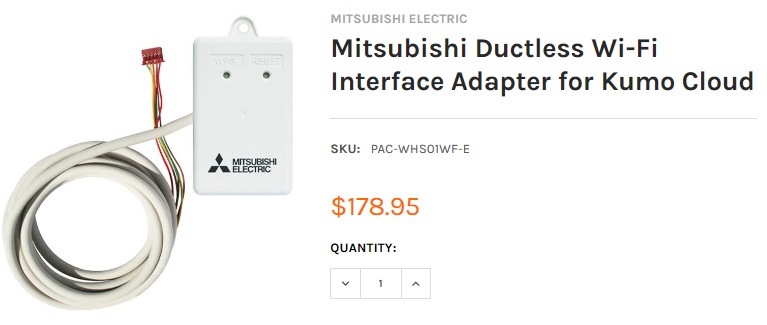 MITSUBISHI ELECTRIC
Mitsubishi Ductless Wi-Fi
Interface Adapter for Kumo Cloud
SKU: PAC-WHS01WF-E
$178.95
QUANTITY:
1
WPS RESET
MITSUBISHI
ELECTRIC